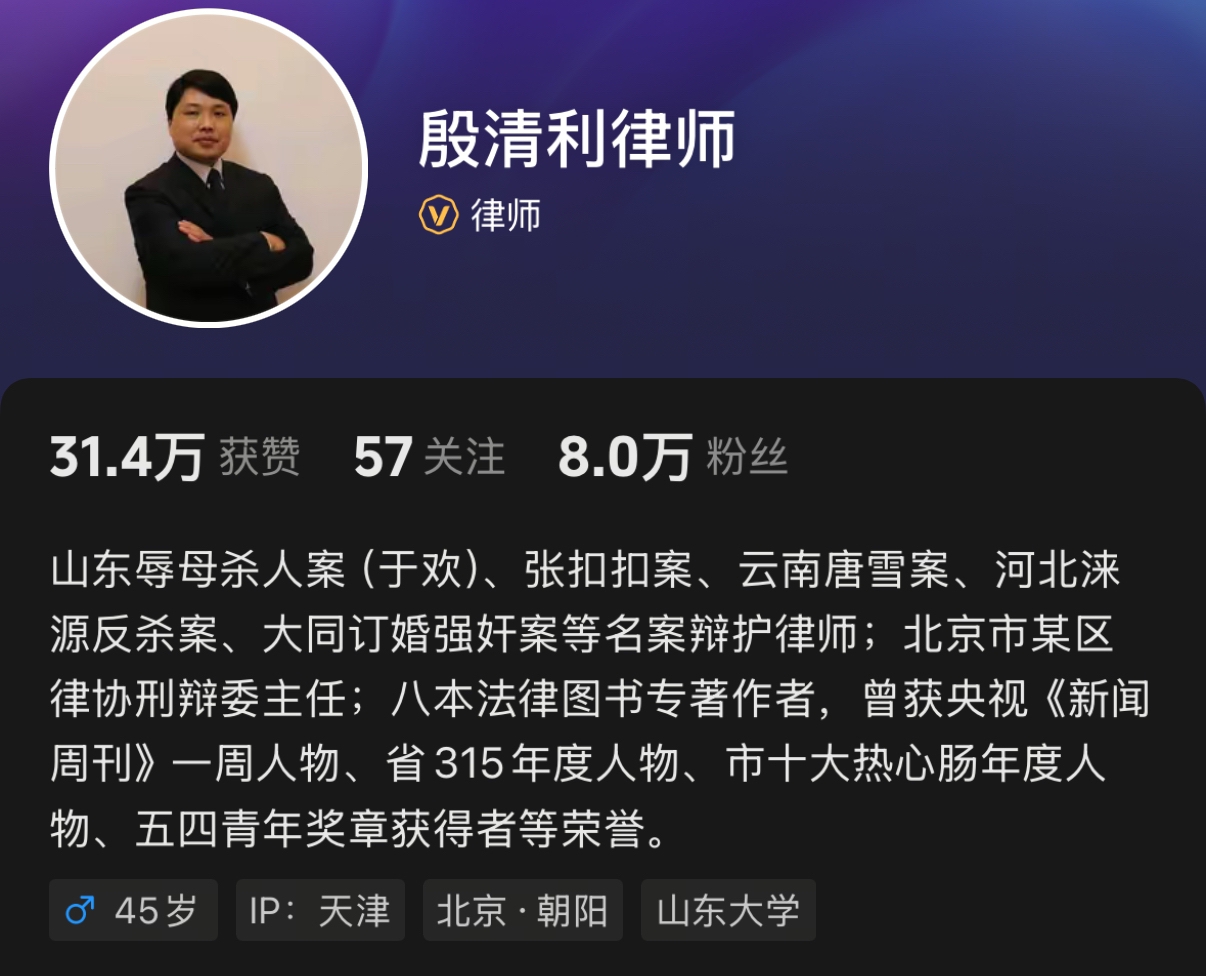 殷清利律师
律师
31.4万 获赞 57 关注 8.0万 粉丝
山东辱母杀人案（于欢）、张扣扣案、云南唐雪案、河北涞
源反杀案、大同订婚强奸案等名案辩护律师；北京市某区
律协刑辩委主任；八本法律图书专著作者，曾获央视《新闻
周刊》一周人物、省315年度人物、市十大热心肠年度人
物、五四青年奖章获得者等荣誉。
♂ 45岁 IP：天津 北京·朝阳 山东大学